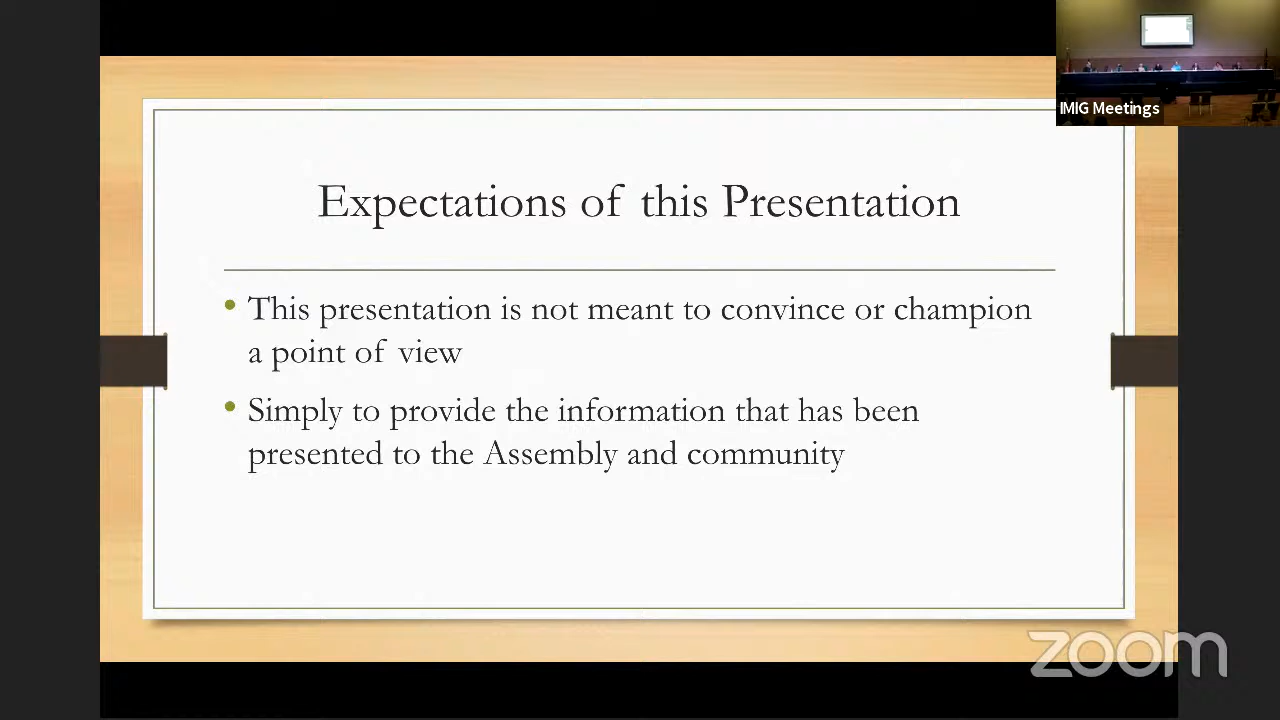 IMIG Meetings
Expectations of this Presentation
• This presentation is not meant to convince or champion
a point of view
• Simply to provide the information that has been
presented to the Assembly and community
zoom